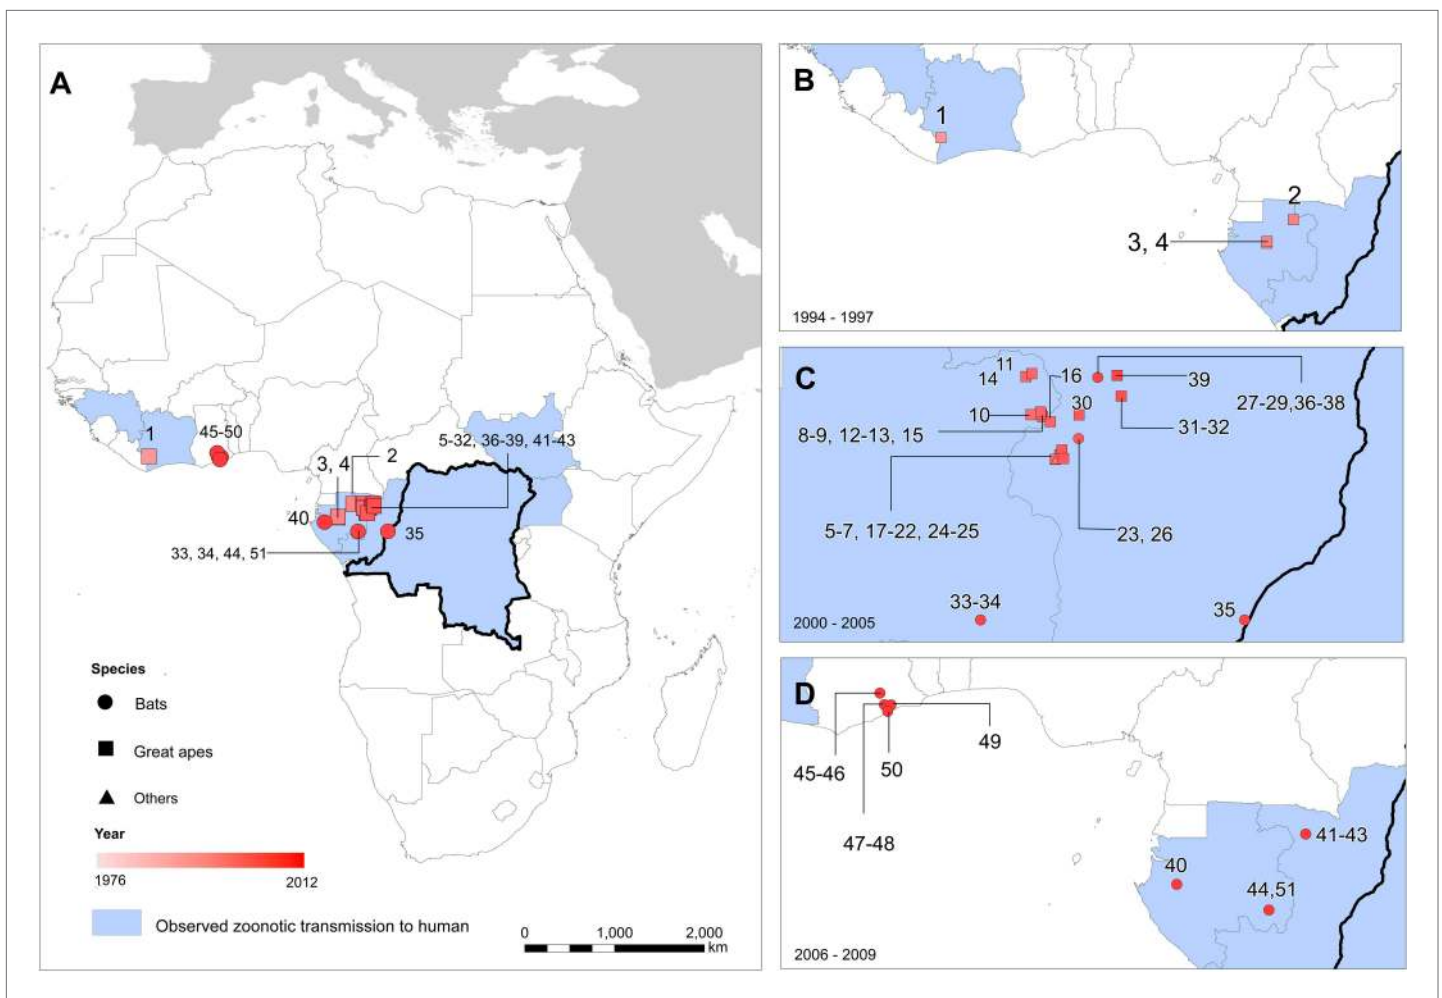 A
1
45-50
5-32, 36-39, 41-43
3, 4
2
40
35
33, 34, 44, 51
Species
Bats
Great apes
Others
Year
1976
2012
Observed zoonotic transmission to human
0
1,000
2,000
km
B
1
2
3, 4
1994 - 1997
C
11
14
16
39
27-29,36-38
10
30
31-32
8-9, 12-13, 15
5-7, 17-22, 24-25
23, 26
33-34
35
2000 - 2005
D
49
45-46
50
47-48
41-43
40
44,51
2006 - 2009